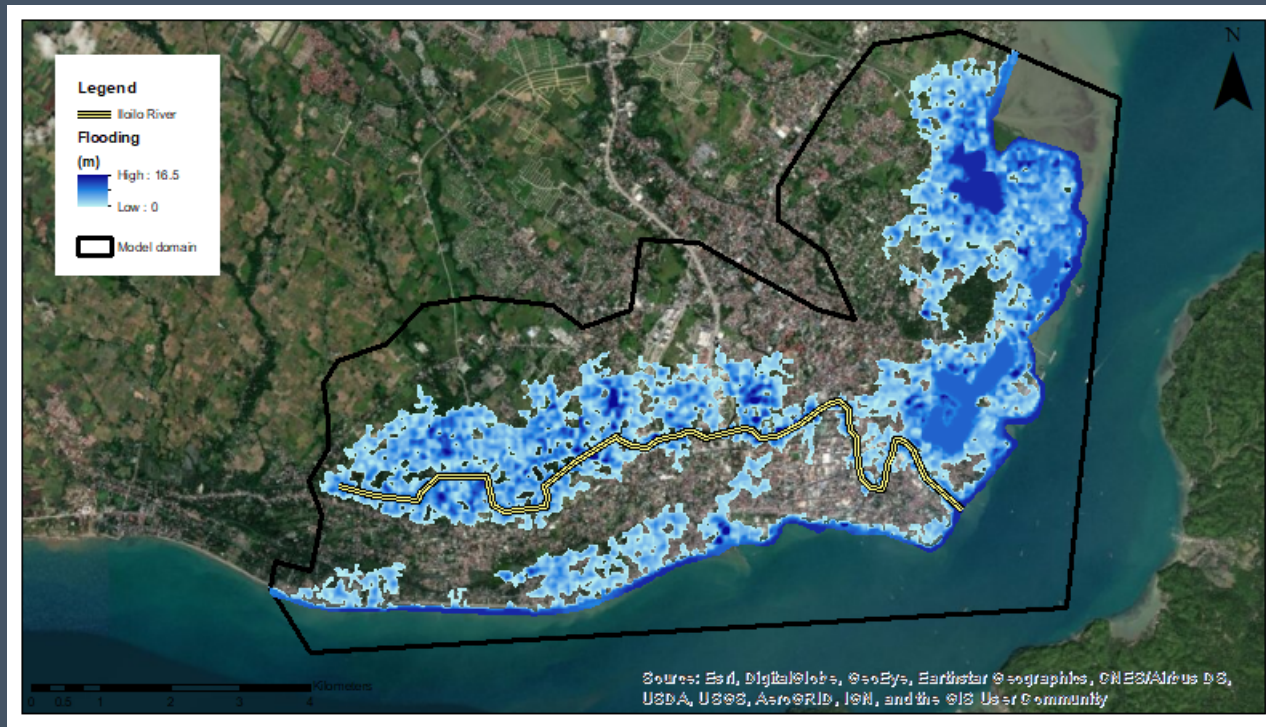 N
Legend
Iloilo River
Flooding
(m)
High : 16.5
Low : 0
Model domain
Kilometers
0 0.5 1 2 3 4
Source: Esri, DigitalGlobe, GeoEye, Earthstar Geographics, CNES/Airbus DS,
USDA, USGS, AeroGRID, IGN, and the GIS User Community